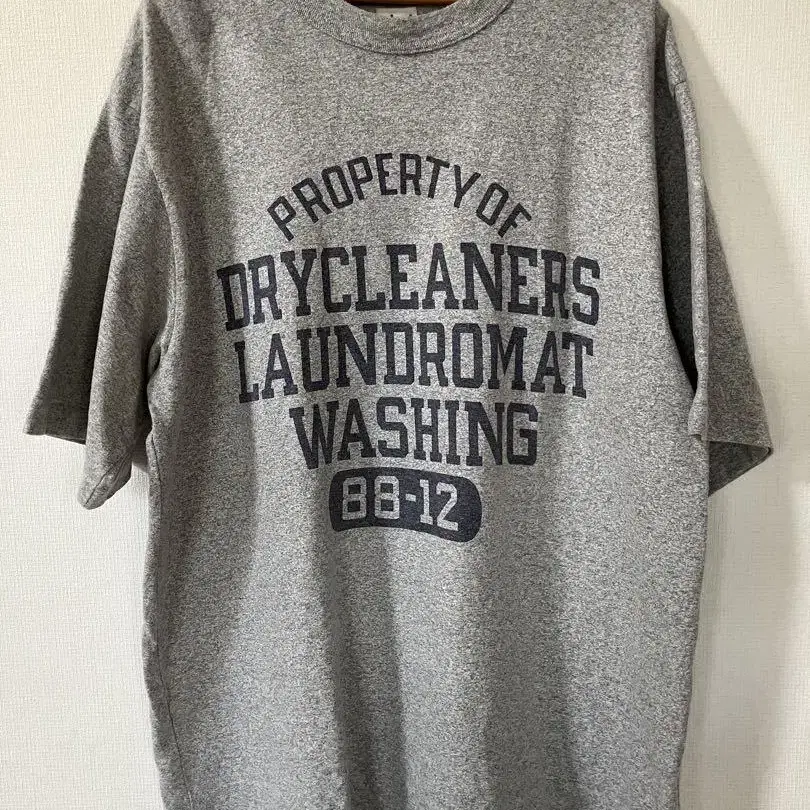 PROPERTY OF
DRYCLEANERS
LAUNDROMAT
WASHING
88-12